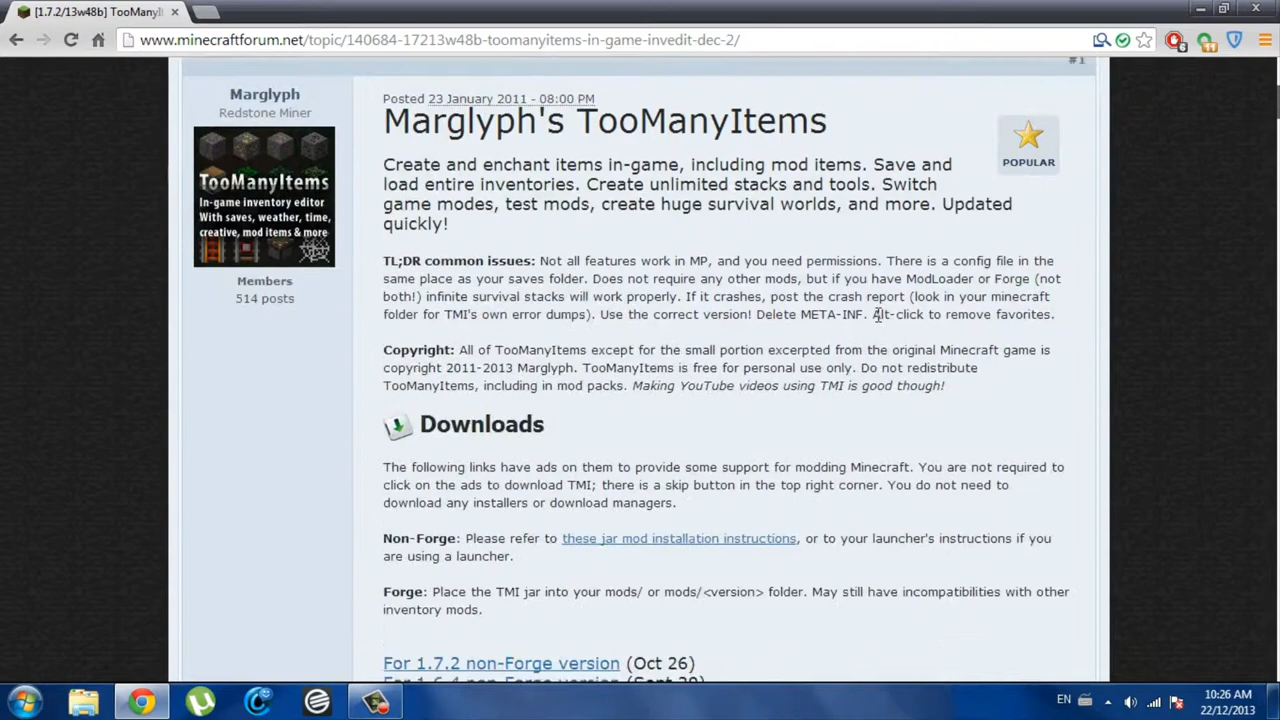 [1.7.2/13w48b] TooManyI
www.minecraftforum.net/topic/140684-17213w48b-toomanyitems-in-game-invedit-dec-2/
6
11
#1
Marglyph
Redstone Miner
TooManyItems
In-game inventory editor
With saves, weather, time,
creative, mod items & more
Members
514 posts
Posted 23 January 2011 - 08:00 PM
Marglyph's TooManyItems
POPULAR
Create and enchant items in-game, including mod items. Save and
load entire inventories. Create unlimited stacks and tools. Switch
game modes, test mods, create huge survival worlds, and more. Updated
quickly!
TL;DR common issues: Not all features work in MP, and you need permissions. There is a config file in the
same place as your saves folder. Does not require any other mods, but if you have ModLoader or Forge (not
both!) infinite survival stacks will work properly. If it crashes, post the crash report (look in your minecraft
folder for TMI's own error dumps). Use the correct version! Delete META-INF. Alt-click to remove favorites.
Copyright: All of TooManyItems except for the small portion excerpted from the original Minecraft game is
copyright 2011-2013 Marglyph. TooManyItems is free for personal use only. Do not redistribute
TooManyItems, including in mod packs. Making YouTube videos using TMI is good though!
Downloads
The following links have ads on them to provide some support for modding Minecraft. You are not required to
click on the ads to download TMI; there is a skip button in the top right corner. You do not need to
download any installers or download managers.
Non-Forge: Please refer to these jar mod installation instructions, or to your launcher's instructions if you
are using a launcher.
Forge: Place the TMI jar into your mods/ or mods/<version> folder. May still have incompatibilities with other
inventory mods.
For 1.7.2 non-Forge version (Oct 26)
For 1.6.4 non-Forge version (Sept 29)
EN
10:26 AM
22/12/2013